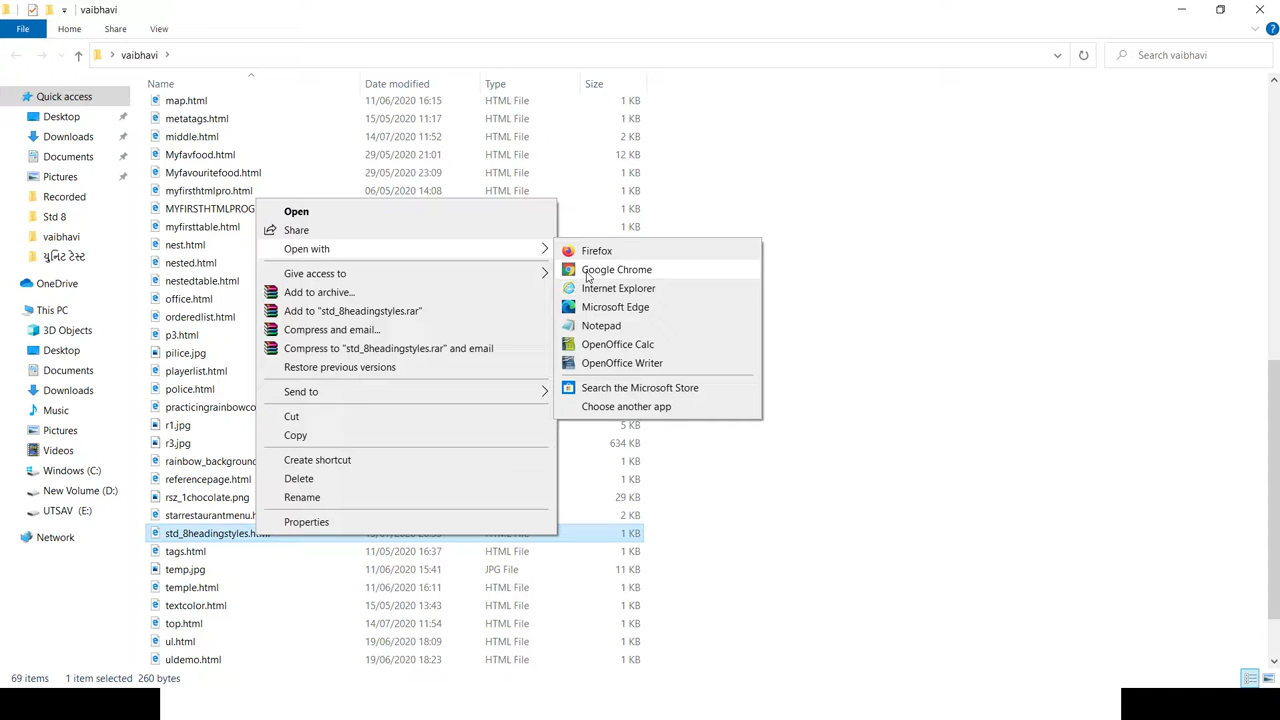 vaibhavi
File Home Share View
vaibhavi
Search vaibhavi
Name Date modified Type Size
Quick access
Desktop
Downloads
Documents
Pictures
Recorded
Std 8
vaibhavi
યુનિટ ટેસ્ટ
OneDrive
This PC
3D Objects
Desktop
Documents
Downloads
Music
Pictures
Videos
Windows (C:)
New Volume (D:)
UTSAV (E:)
Network
map.html 11/06/2020 16:15 HTML File 1 KB
metatags.html 15/05/2020 11:17 HTML File 1 KB
middle.html 14/07/2020 11:52 HTML File 2 KB
Myfavfood.html 29/05/2020 21:01 HTML File 12 KB
Myfavouritefood.html 29/05/2020 23:09 HTML File 1 KB
myfirsthtmlpro.html 06/05/2020 14:08 HTML File 1 KB
MYFIRSTHTMLPROG 1 KB
myfirsttable.html 1 KB
nest.html
nested.html
nestedtable.html
office.html
orderedlist.html
p3.html
pilice.jpg
playerlist.html
police.html
practicingrainbowco
r1.jpg 5 KB
r3.jpg 634 KB
rainbow_background 1 KB
referencepage.html 1 KB
rsz_1chocolate.png 29 KB
starrestaurantmenu.h 2 KB
std_8headingstyles.html 1 KB
tags.html 11/05/2020 16:37 HTML File 1 KB
temp.jpg 11/06/2020 15:41 JPG File 11 KB
temple.html 11/06/2020 16:11 HTML File 1 KB
textcolor.html 15/05/2020 13:43 HTML File 1 KB
top.html 14/07/2020 11:54 HTML File 1 KB
ul.html 19/06/2020 18:09 HTML File 1 KB
uldemo.html 19/06/2020 18:23 HTML File 1 KB
Open
Share
Open with
Give access to
Add to archive...
Add to "std_8headingstyles.rar"
Compress and email...
Compress to "std_8headingstyles.rar" and email
Restore previous versions
Send to
Cut
Copy
Create shortcut
Delete
Rename
Properties
Firefox
Google Chrome
Internet Explorer
Microsoft Edge
Notepad
OpenOffice Calc
OpenOffice Writer
Search the Microsoft Store
Choose another app
69 items 1 item selected 260 bytes